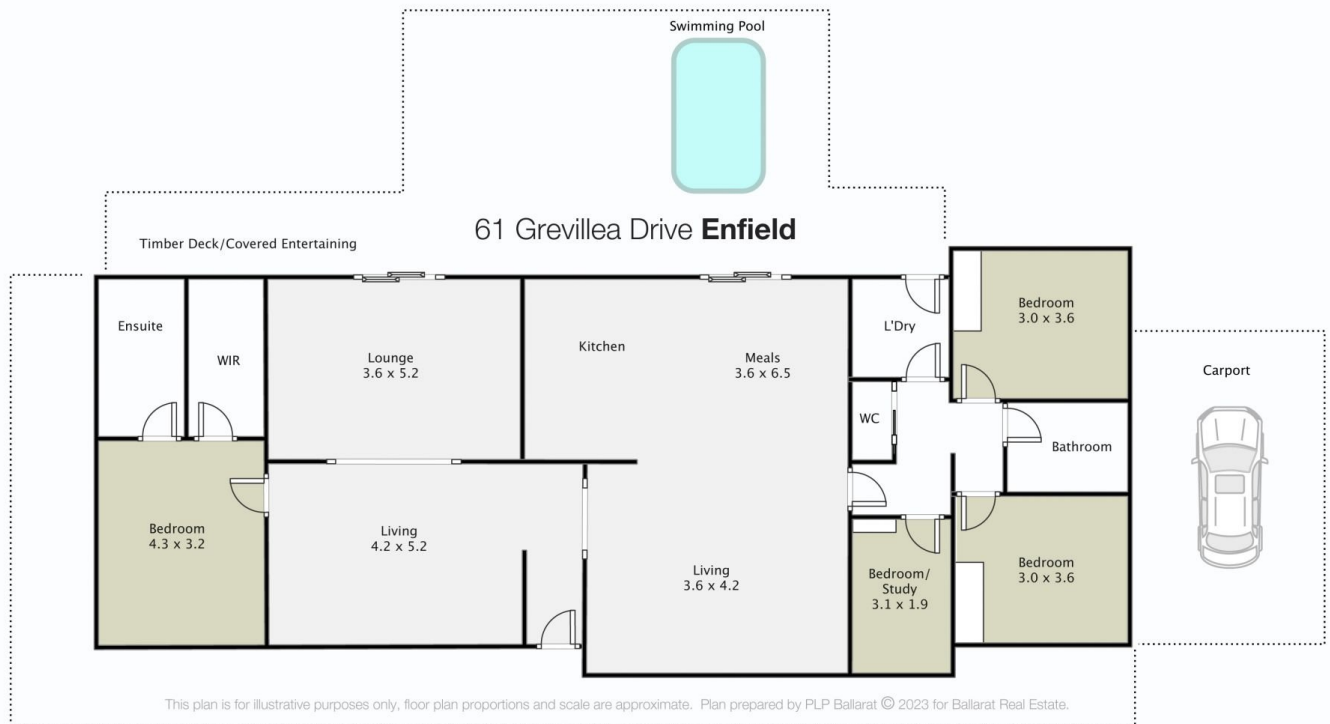 Swimming Pool
61 Grevillea Drive Enfield
Timber Deck/Covered Entertaining
Ensuite
WIR
Lounge
3.6 x 5.2
Kitchen
Meals
3.6 x 6.5
L'Dry
Bedroom
3.0 x 3.6
Carport
WC
Bathroom
Bedroom
4.3 x 3.2
Living
4.2 x 5.2
Living
3.6 x 4.2
Bedroom/
Study
3.1 x 1.9
Bedroom
3.0 x 3.6
This plan is for illustrative purposes only, floor plan proportions and scale are approximate. Plan prepared by PLP Ballarat © 2023 for Ballarat Real Estate.